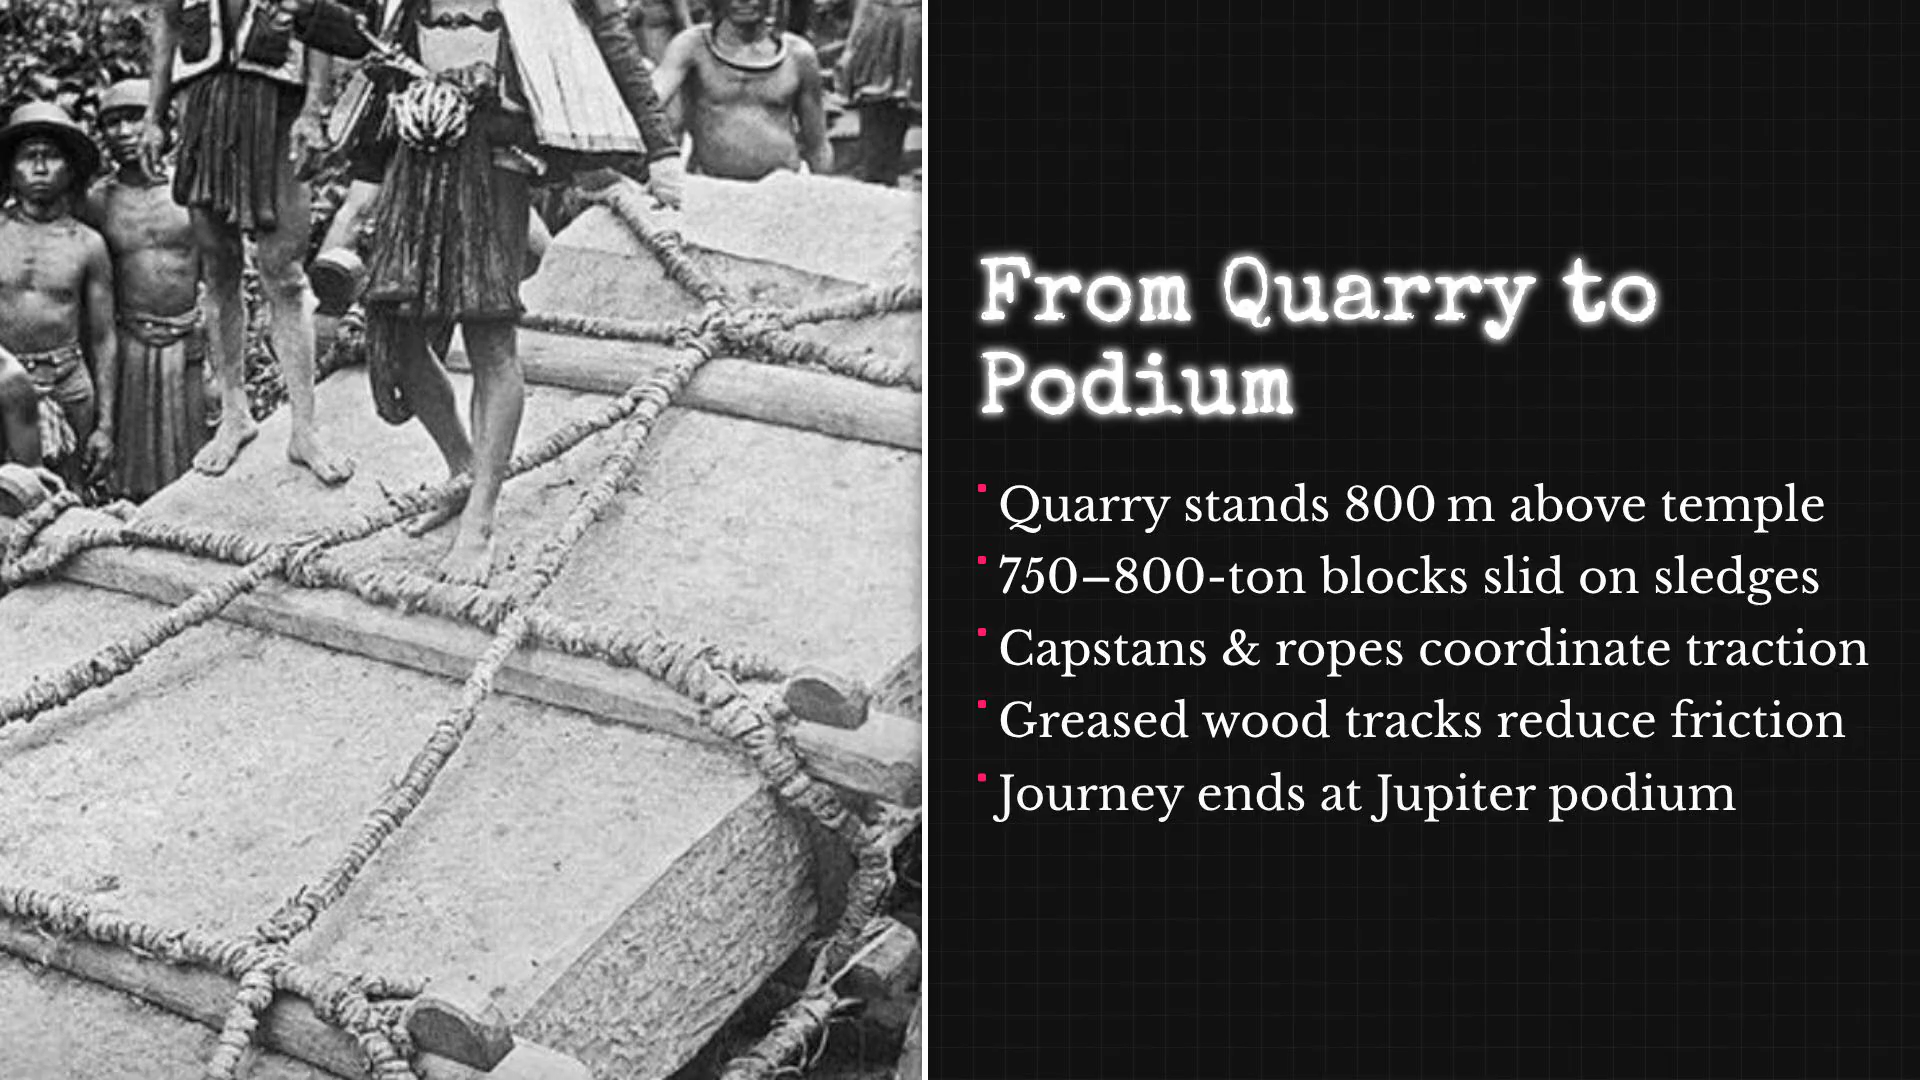 From Quarry to
Podium
Quarry stands 800 m above temple
750–800-ton blocks slid on sledges
Capstans & ropes coordinate traction
Greased wood tracks reduce friction
Journey ends at Jupiter podium